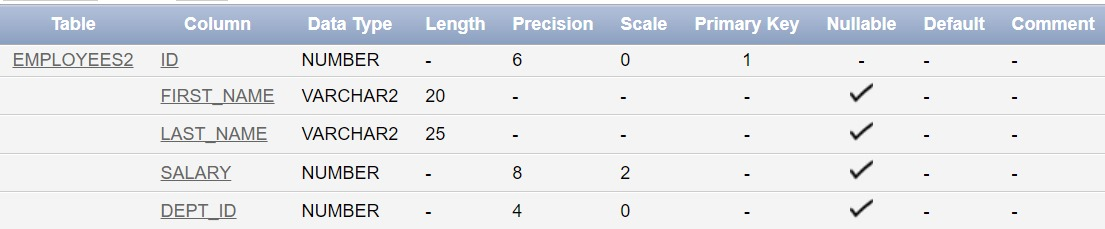 Table Column Data Type Length Precision Scale Primary Key Nullable Default Comment
EMPLOYEES2 ID NUMBER - 6 0 1 - - -
FIRST_NAME VARCHAR2 20 - - - - -
LAST_NAME VARCHAR2 25 - - - - -
SALARY NUMBER - 8 2 - - -
DEPT_ID NUMBER - 4 0 - - -